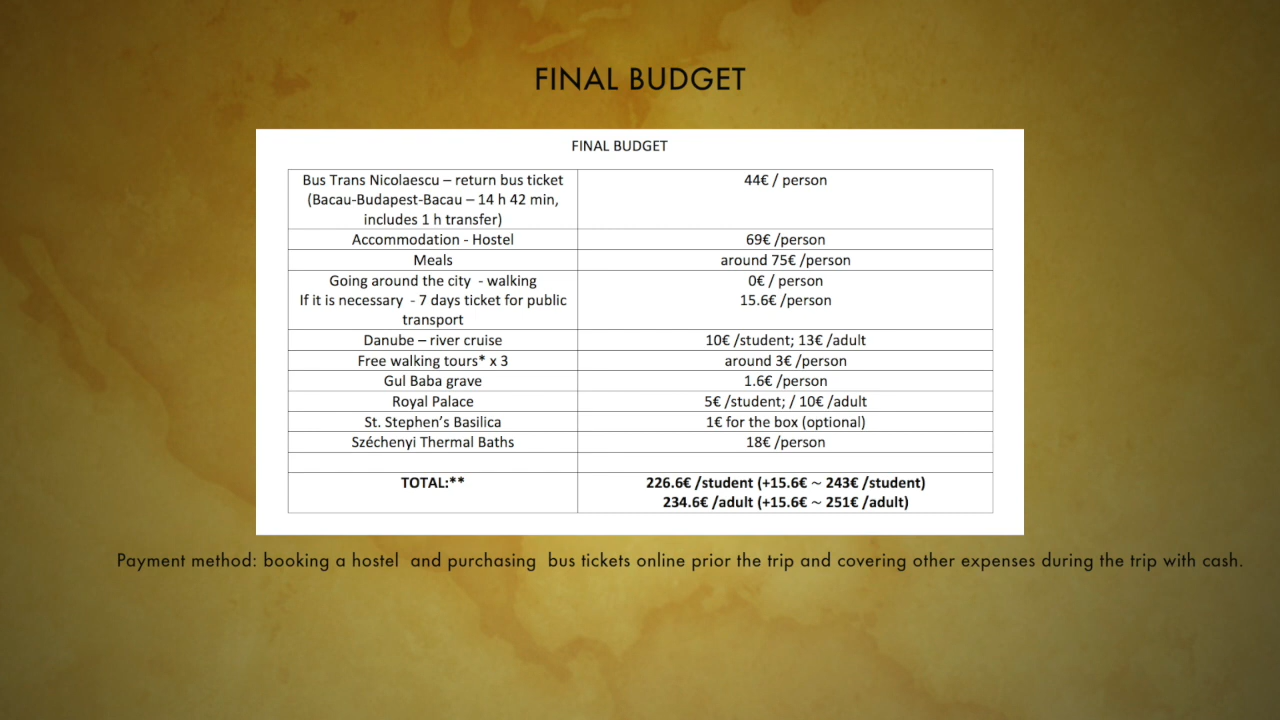 FINAL BUDGET
FINAL BUDGET
Bus Trans Nicolaescu – return bus ticket 44€ / person
(Bacau-Budapest-Bacau – 14 h 42 min,
includes 1 h transfer)
Accommodation - Hostel 69€ /person
Meals around 75€ /person
Going around the city - walking 0€ / person
If it is necessary - 7 days ticket for public 15.6€ /person
transport
Danube – river cruise 10€ /student; 13€ /adult
Free walking tours* x 3 around 3€ /person
Gul Baba grave 1.6€ /person
Royal Palace 5€ /student; / 10€ /adult
St. Stephen’s Basilica 1€ for the box (optional)
Széchenyi Thermal Baths 18€ /person
TOTAL:** 226.6€ /student (+15.6€ ~ 243€ /student)
234.6€ /adult (+15.6€ ~ 251€ /adult)
Payment method: booking a hostel and purchasing bus tickets online prior the trip and covering other expenses during the trip with cash.